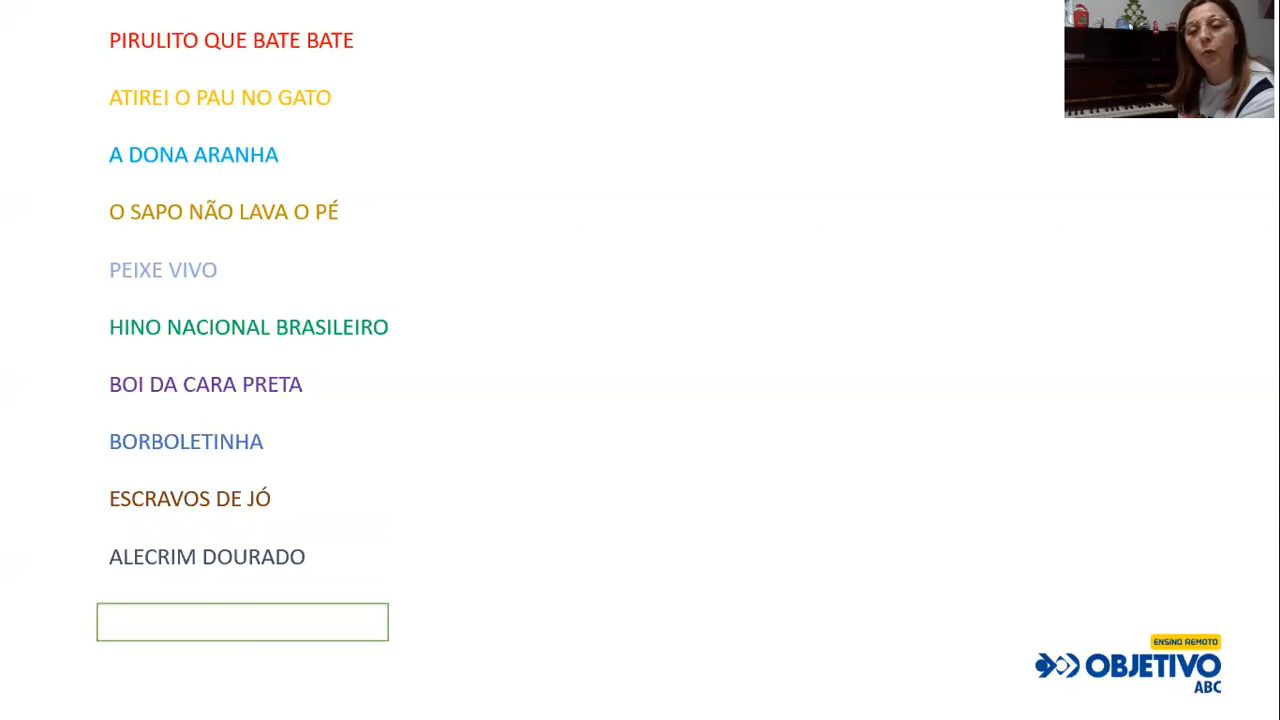 PIRULITO QUE BATE BATE
ATIREI O PAU NO GATO
A DONA ARANHA
O SAPO NÃO LAVA O PÉ
PEIXE VIVO
HINO NACIONAL BRASILEIRO
BOI DA CARA PRETA
BORBOLETINHA
ESCRAVOS DE JÓ
ALECRIM DOURADO
ENSINO REMOTO
OBJETIVO
ABC